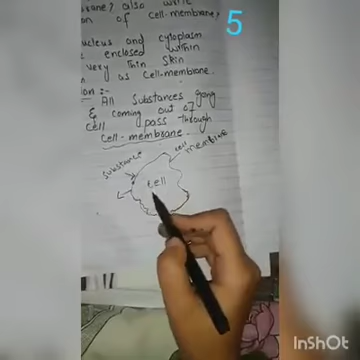 also write
of cell-membrane?
5
nucleus and cytoplasm
enclosed within
very thin skin
as cell-membrane.
:- All substances going
& coming out of
cell pass through
cell-membrane.
substance
cell
membrane
cell
InShOt